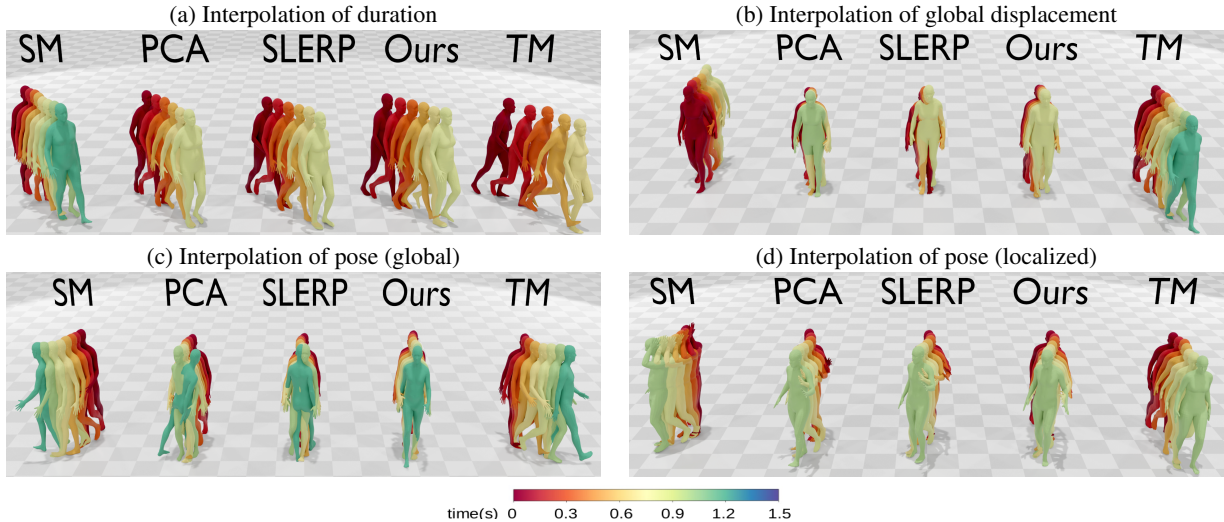 (a) Interpolation of duration
SM PCA SLERP Ours TM
(b) Interpolation of global displacement
SM PCA SLERP Ours TM
(c) Interpolation of pose (global)
SM PCA SLERP Ours TM
(d) Interpolation of pose (localized)
SM PCA SLERP Ours TM
time(s) 0 0.3 0.6 0.9 1.2 1.5